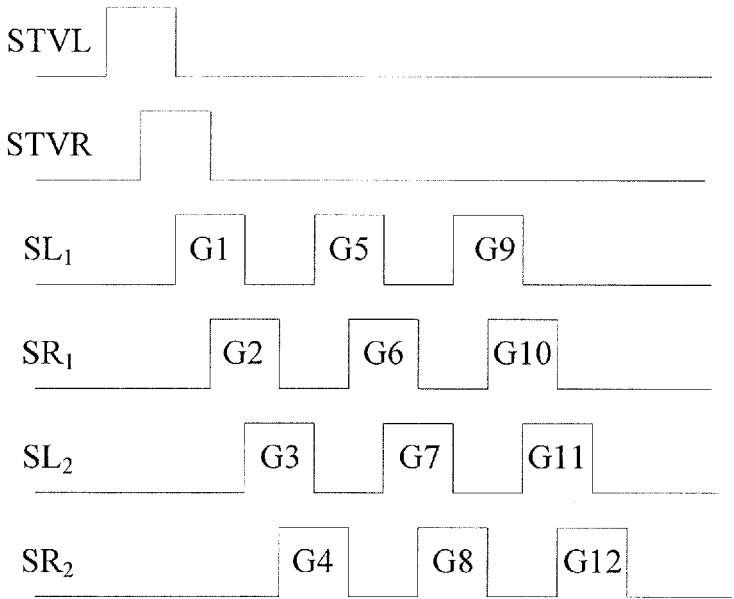 STVL
STVR
SL₁ G1 G5 G9
SR₁ G2 G6 G10
SL₂ G3 G7 G11
SR₂ G4 G8 G12